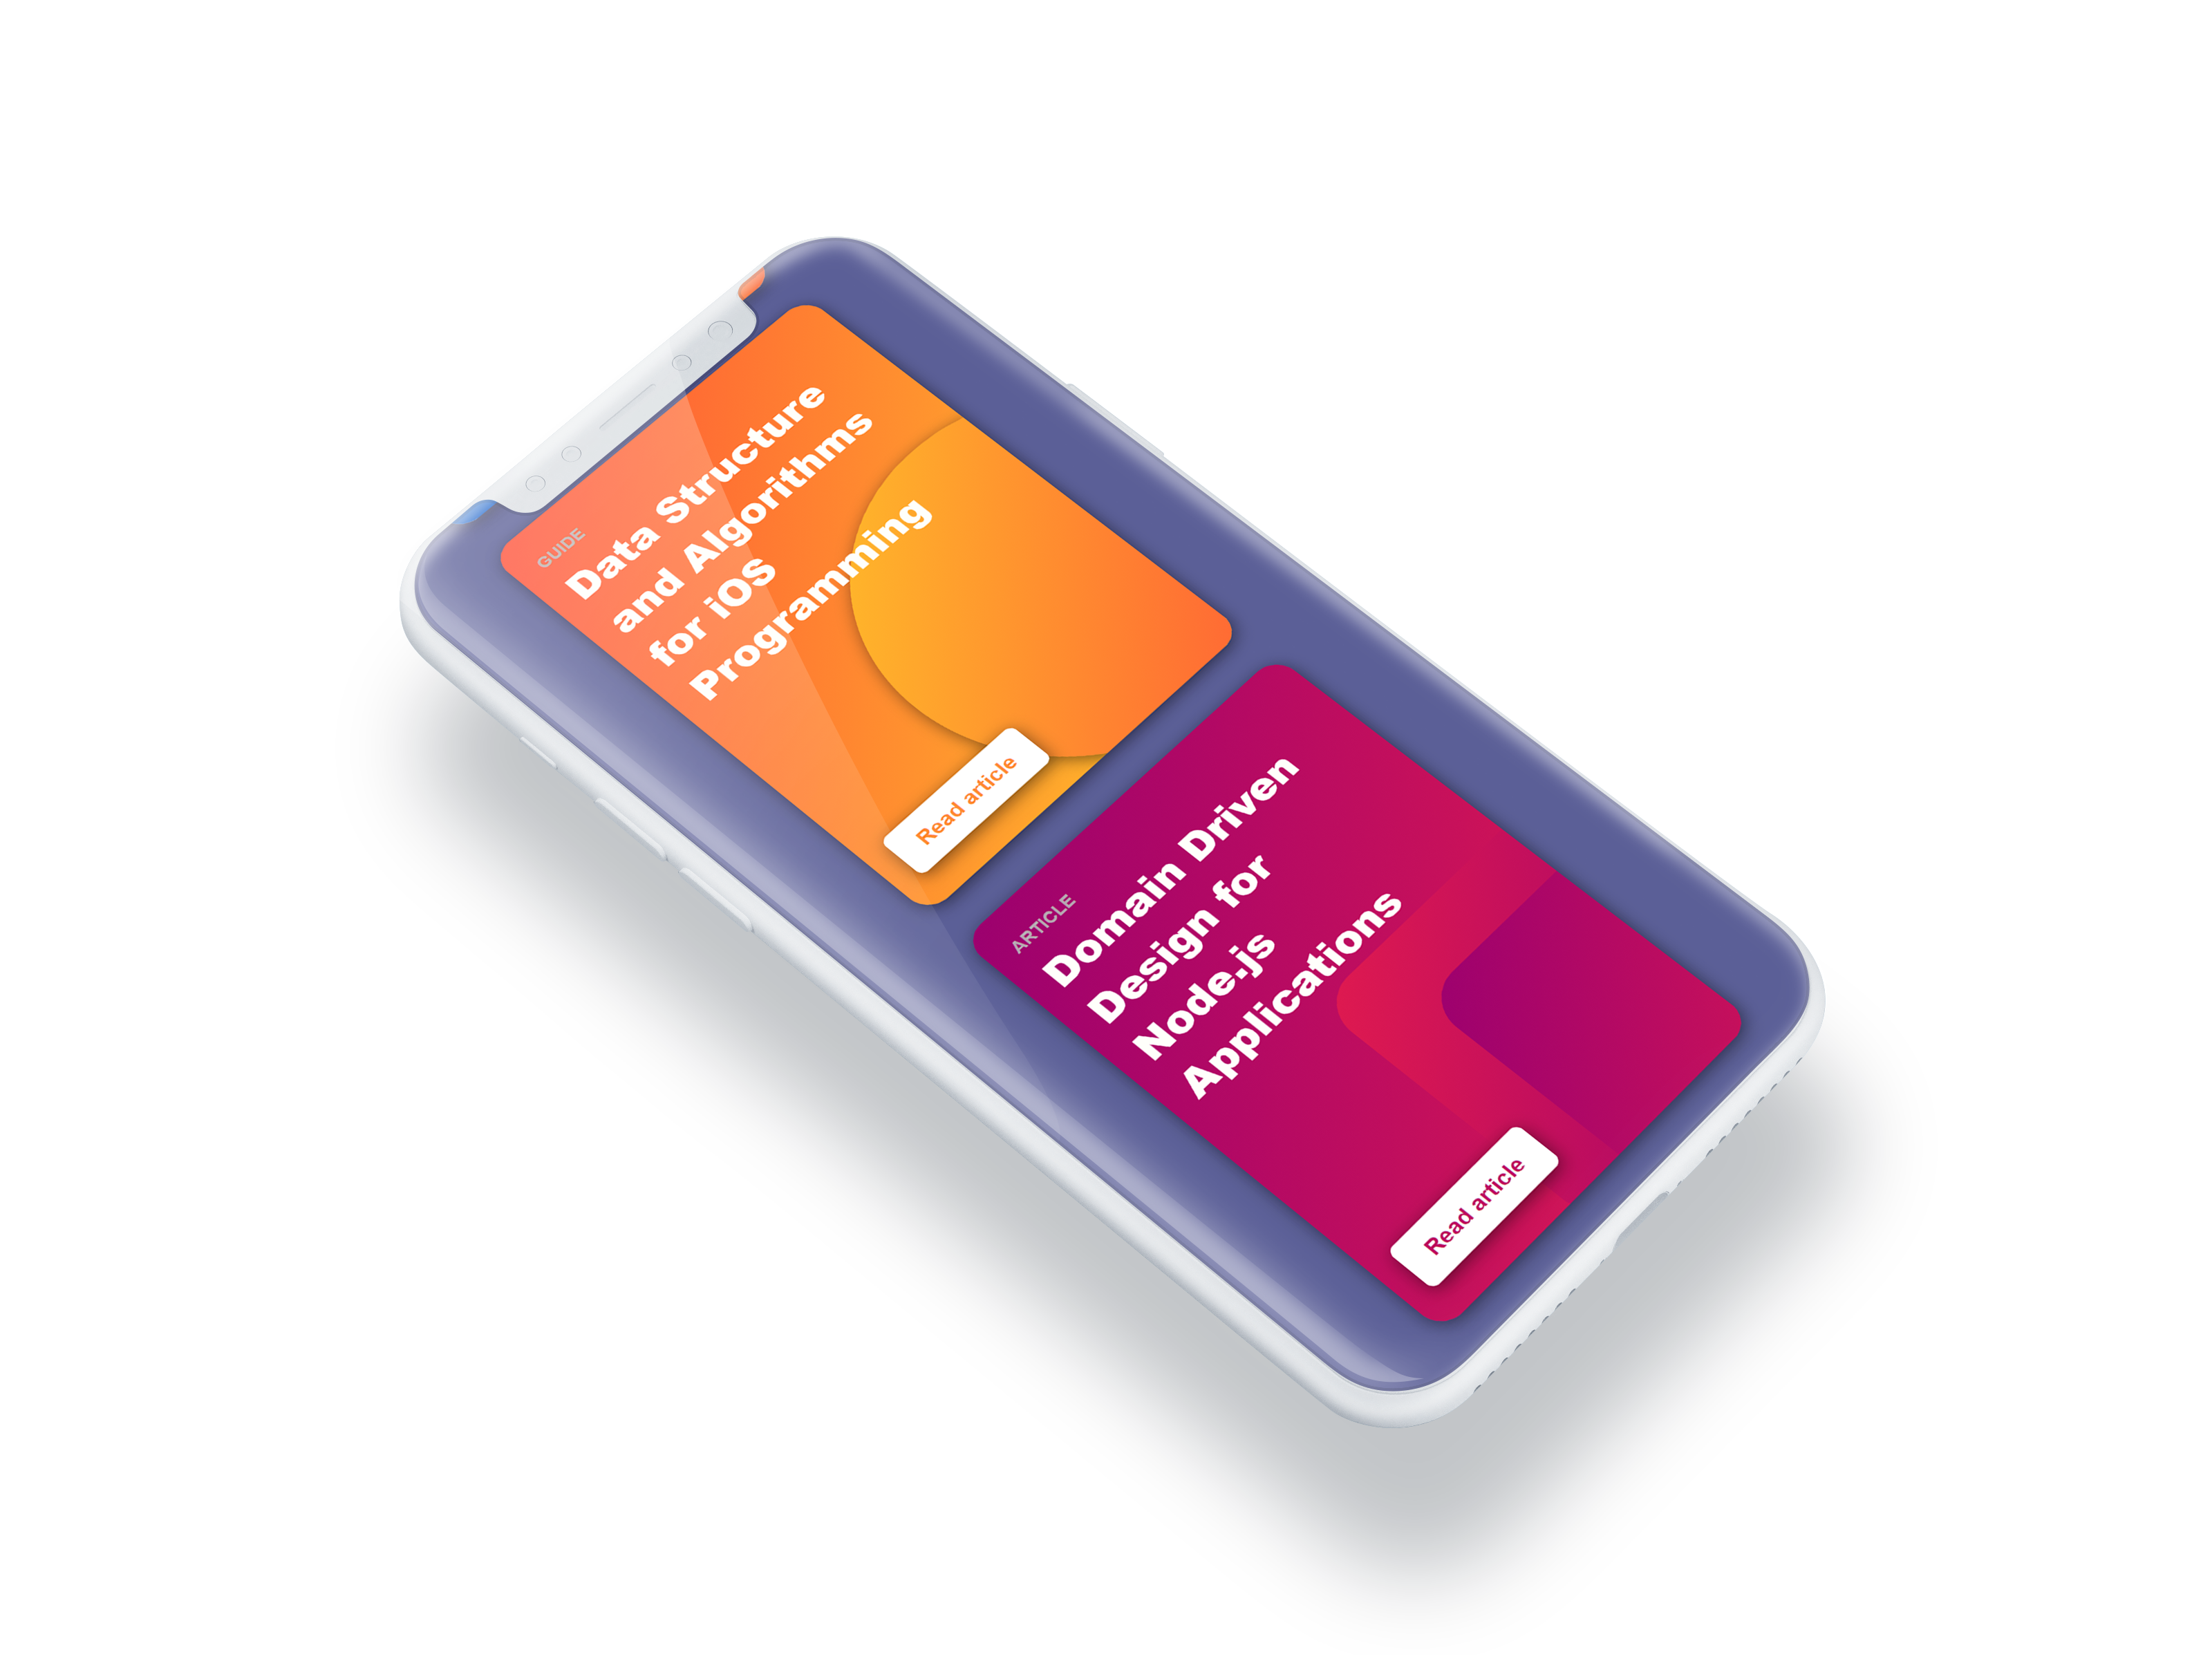 GUIDE
Data Structure
and Algorithms
for iOS
Programming
Read article
ARTICLE
Domain Driven
Design for
Node.js
Applications
Read article